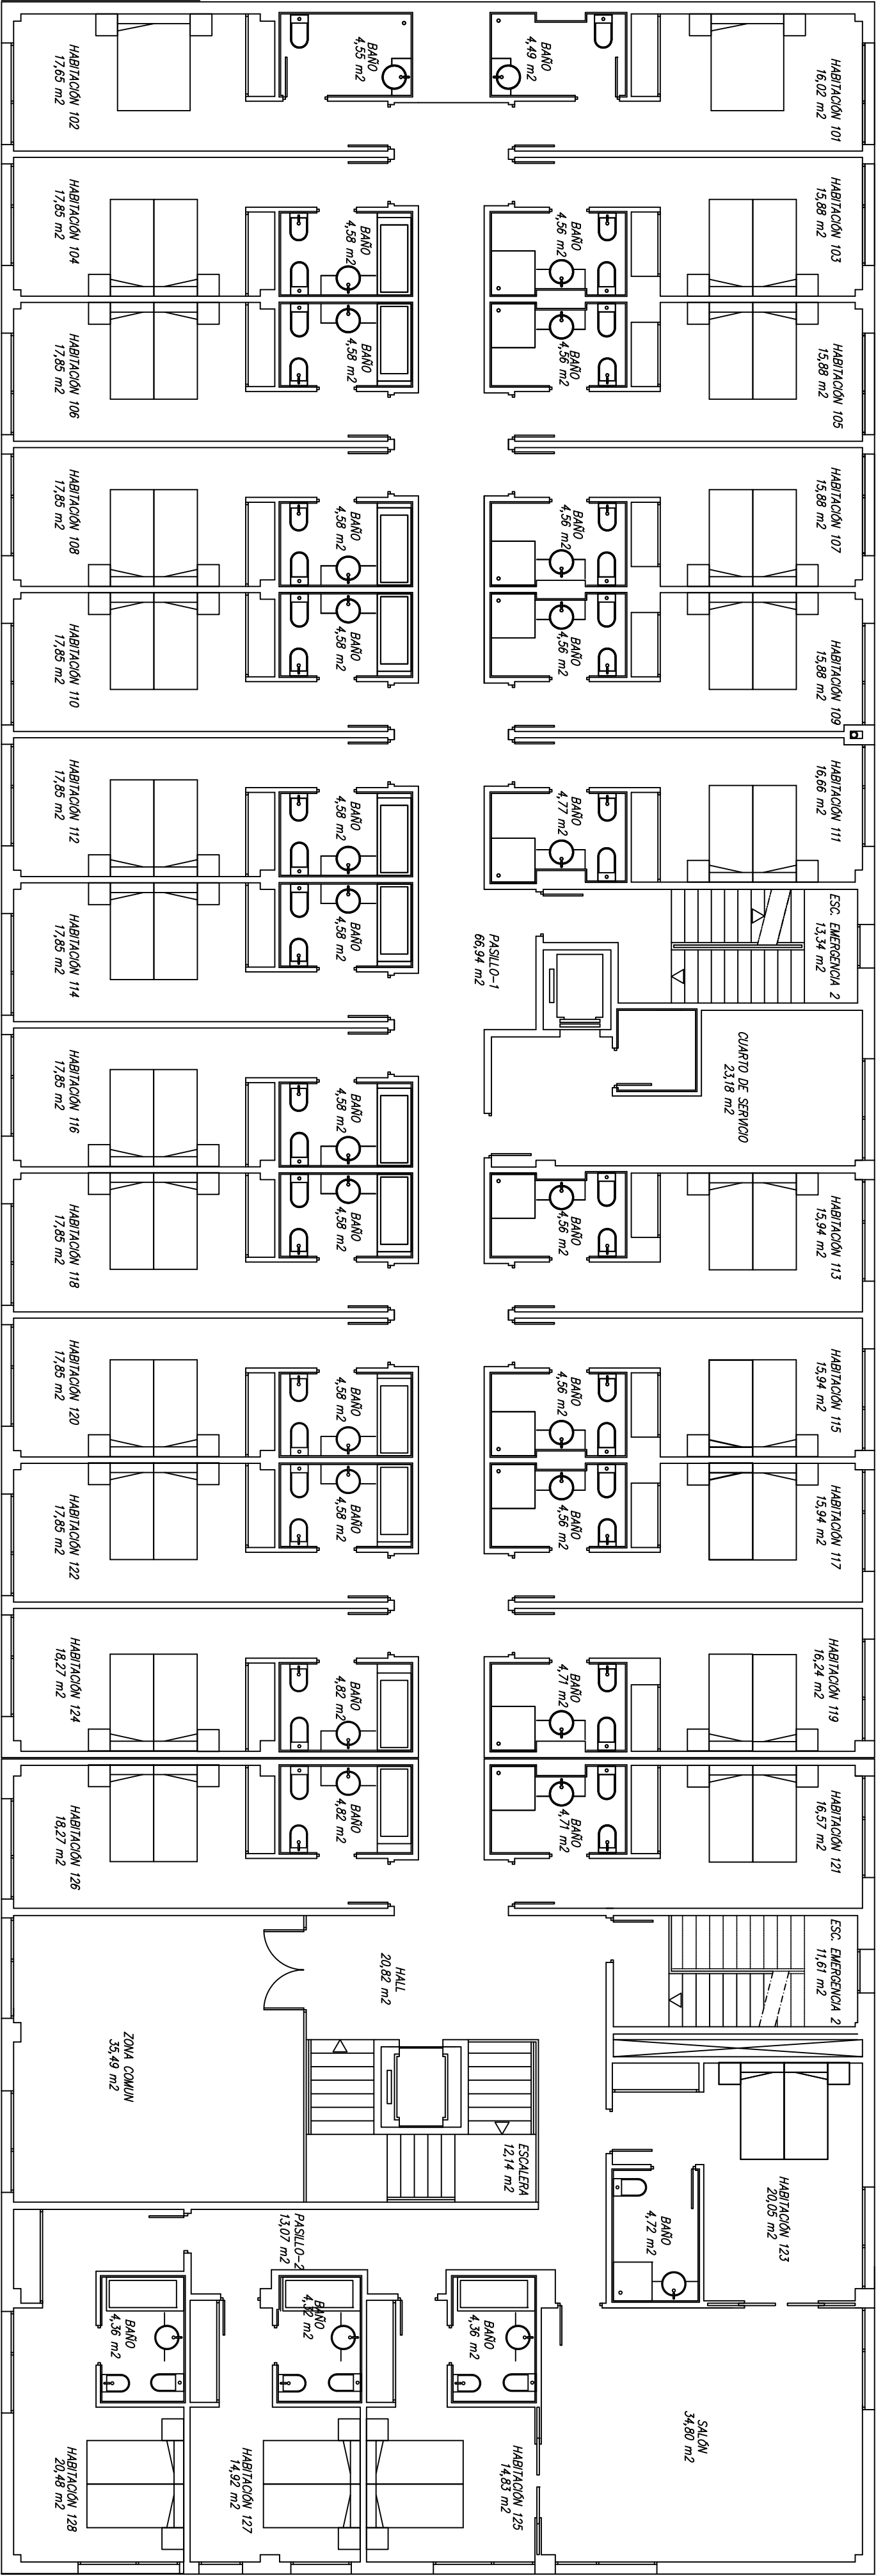 HABITACIÓN 102
17,65 m2
BAÑO
4,55 m2
BAÑO
4,49 m2
HABITACIÓN 101
16,02 m2
HABITACIÓN 104
17,85 m2
BAÑO
4,58 m2
BAÑO
4,56 m2
HABITACIÓN 103
15,88 m2
HABITACIÓN 106
17,85 m2
BAÑO
4,58 m2
BAÑO
4,56 m2
HABITACIÓN 105
15,88 m2
HABITACIÓN 108
17,85 m2
BAÑO
4,58 m2
BAÑO
4,56 m2
HABITACIÓN 107
15,88 m2
HABITACIÓN 110
17,85 m2
BAÑO
4,58 m2
BAÑO
4,56 m2
HABITACIÓN 109
15,88 m2
HABITACIÓN 112
17,85 m2
BAÑO
4,58 m2
BAÑO
4,77 m2
HABITACIÓN 111
16,66 m2
HABITACIÓN 114
17,85 m2
BAÑO
4,58 m2
PASILLO-1
66,94 m2
ESC. EMERGENCIA 2
13,34 m2
HABITACIÓN 116
17,85 m2
BAÑO
4,58 m2
CUARTO DE SERVICIO
23,18 m2
HABITACIÓN 118
17,85 m2
BAÑO
4,58 m2
BAÑO
4,56 m2
HABITACIÓN 113
15,94 m2
HABITACIÓN 120
17,85 m2
BAÑO
4,58 m2
BAÑO
4,56 m2
HABITACIÓN 115
15,94 m2
HABITACIÓN 122
17,85 m2
BAÑO
4,58 m2
BAÑO
4,56 m2
HABITACIÓN 117
15,94 m2
HABITACIÓN 124
18,27 m2
BAÑO
4,82 m2
BAÑO
4,71 m2
HABITACIÓN 119
16,24 m2
HABITACIÓN 126
18,27 m2
BAÑO
4,82 m2
BAÑO
4,71 m2
HABITACIÓN 121
16,57 m2
HALL
20,82 m2
ESC. EMERGENCIA 2
11,61 m2
ZONA COMUN
35,49 m2
ESCALERA
12,14 m2
HABITACIÓN 123
20,05 m2
BAÑO
4,72 m2
PASILLO-2
13,07 m2
BAÑO
4,36 m2
BAÑO
4,32 m2
BAÑO
4,36 m2
SALÓN
34,80 m2
HABITACIÓN 128
20,48 m2
HABITACIÓN 127
14,92 m2
HABITACIÓN 125
14,83 m2